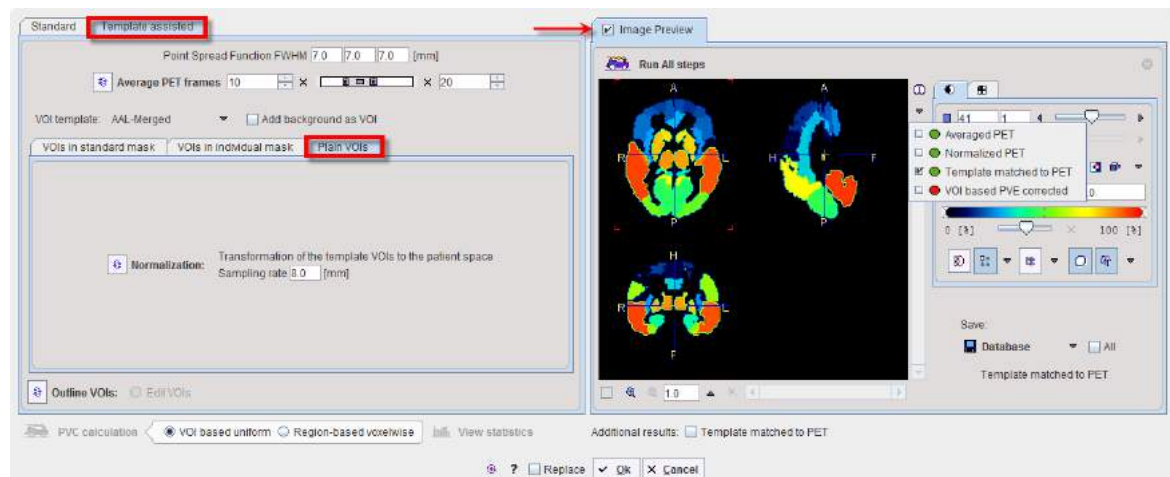 Standard Template assisted
Point Spread Function FWHM 7.0 7.0 7.0 [mm]
Average PET frames 10 × × 20
VOI template: AAL-Merged Add background as VOI
VOIs in standard mask VOIs in individual mask Plain VOIs
Normalization: Transformation of the template VOIs to the patient space
Sampling rate 8.0 [mm]
Outline VOIs: Edit VOIs
PVC calculation VOI based uniform Region-based voxelwise View statistics
Image Preview
Run All steps
A A
R L H F
P P
H
R L
F
1.0
41 1 4
Averaged PET
Normalized PET
Template matched to PET
VOI based PVE corrected
0 [%] × 100 [%]
Save:
Database All
Template matched to PET
Additional results: Template matched to PET
? Replace Ok Cancel